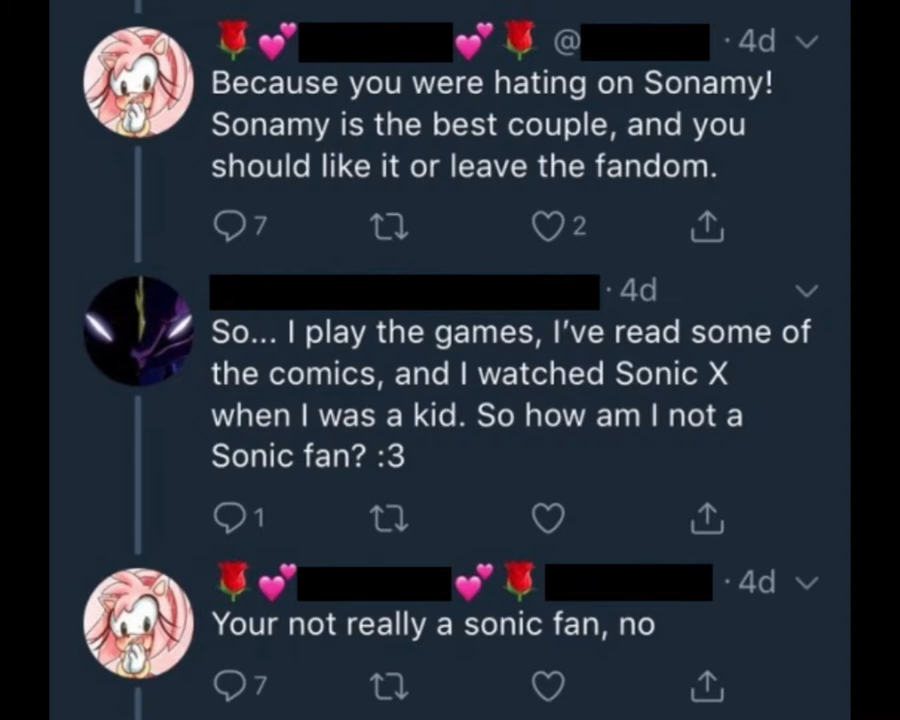 🌹💕 💕🌹 @ · 4d
Because you were hating on Sonamy!
Sonamy is the best couple, and you
should like it or leave the fandom.
7 2
· 4d
So... I play the games, I've read some of
the comics, and I watched Sonic X
when I was a kid. So how am I not a
Sonic fan? :3
1
🌹💕 💕🌹 · 4d
Your not really a sonic fan, no
7